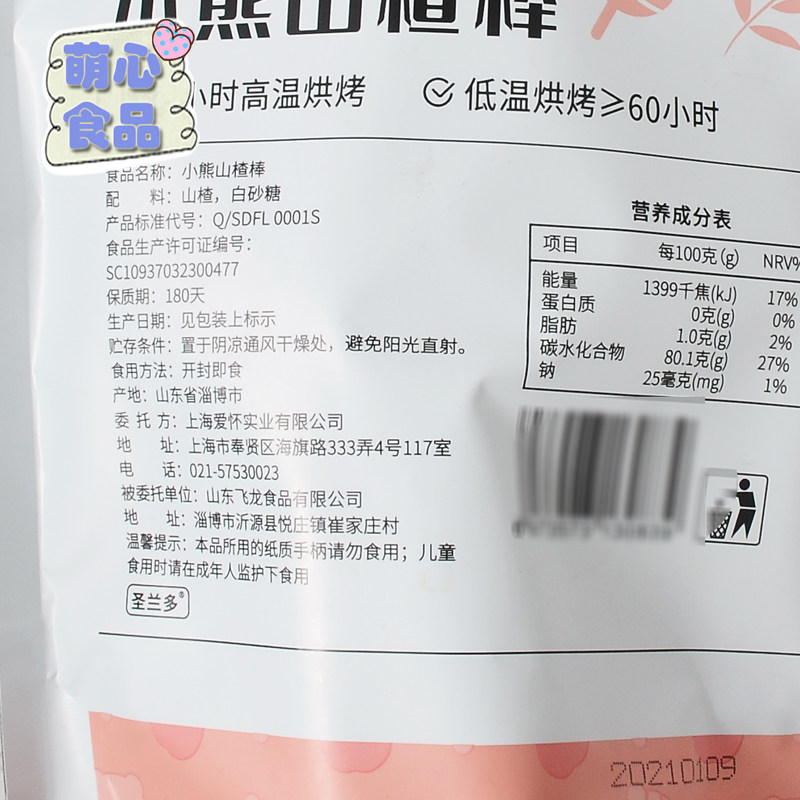 小熊山楂棒
萌心
食品
小时高温烘烤
低温烘烤≥60小时
食品名称：小熊山楂棒
配 料：山楂，白砂糖
产品标准代号：Q/SDFL 0001S
食品生产许可证编号：
SC10937032300477
保质期：180天
生产日期：见包装上标示
贮存条件：置于阴凉通风干燥处，避免阳光直射。
食用方法：开封即食
产地：山东省淄博市
委 托 方：上海爱怀实业有限公司
地 址：上海市奉贤区海旗路333弄4号117室
电 话：021-57530023
被委托单位：山东飞龙食品有限公司
地 址：淄博市沂源县悦庄镇崔家庄村
温馨提示：本品所用的纸质手柄请勿食用；儿童
食用时请在成年人监护下食用
圣兰多®
营养成分表
项目 每100克(g) NRV%
能量 1399千焦(kJ) 17%
蛋白质 0克(g) 0%
脂肪 1.0克(g) 2%
碳水化合物 80.1克(g) 27%
钠 25毫克(mg) 1%
20210109